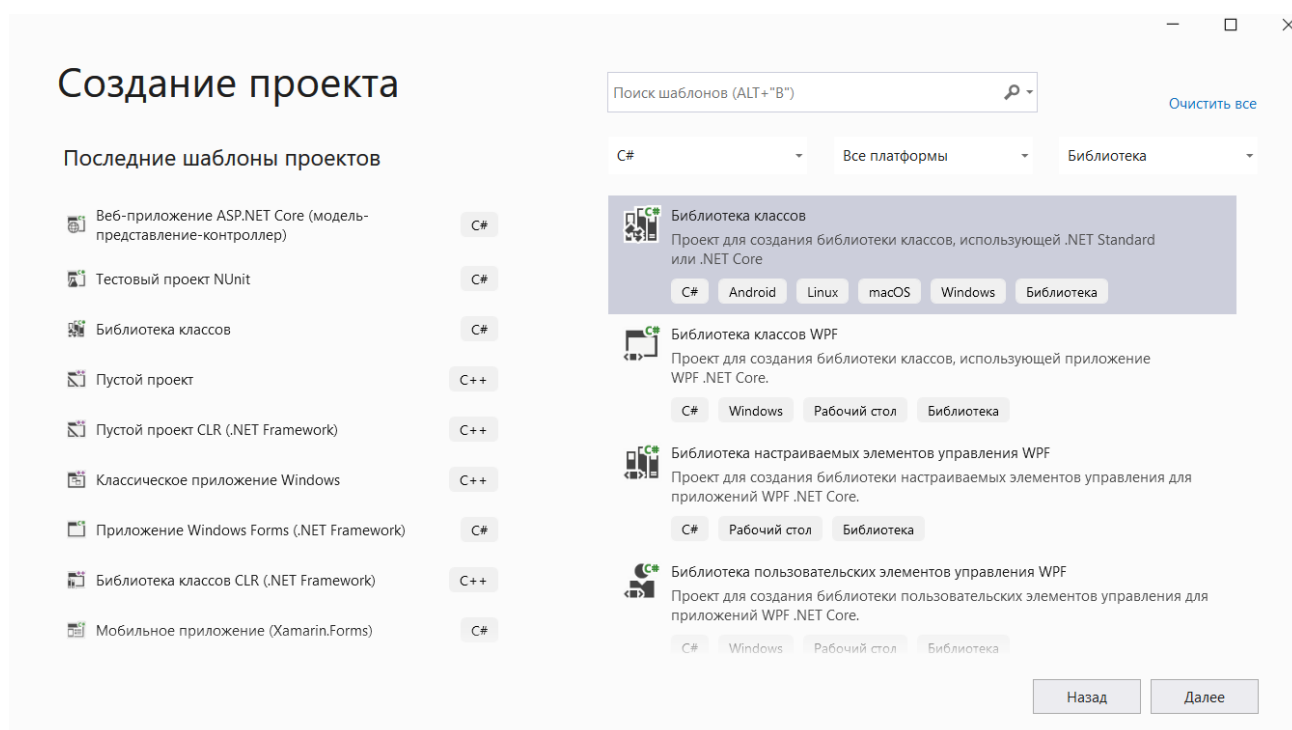 Создание проекта
Поиск шаблонов (ALT+"B")
Очистить все
Последние шаблоны проектов
C#
Все платформы
Библиотека
Веб-приложение ASP.NET Core (модель-
представление-контроллер)
C#
Тестовый проект NUnit
C#
Библиотека классов
C#
Пустой проект
C++
Пустой проект CLR (.NET Framework)
C++
Классическое приложение Windows
C++
Приложение Windows Forms (.NET Framework)
C#
Библиотека классов CLR (.NET Framework)
C++
Мобильное приложение (Xamarin.Forms)
C#
Библиотека классов
Проект для создания библиотеки классов, использующей .NET Standard
или .NET Core
C# Android Linux macOS Windows Библиотека
Библиотека классов WPF
Проект для создания библиотеки классов, использующей приложение
WPF .NET Core.
C# Windows Рабочий стол Библиотека
Библиотека настраиваемых элементов управления WPF
Проект для создания библиотеки настраиваемых элементов управления для
приложений WPF .NET Core.
C# Рабочий стол Библиотека
Библиотека пользовательских элементов управления WPF
Проект для создания библиотеки пользовательских элементов управления для
приложений WPF .NET Core.
C# Windows Рабочий стол Библиотека
Назад
Далее